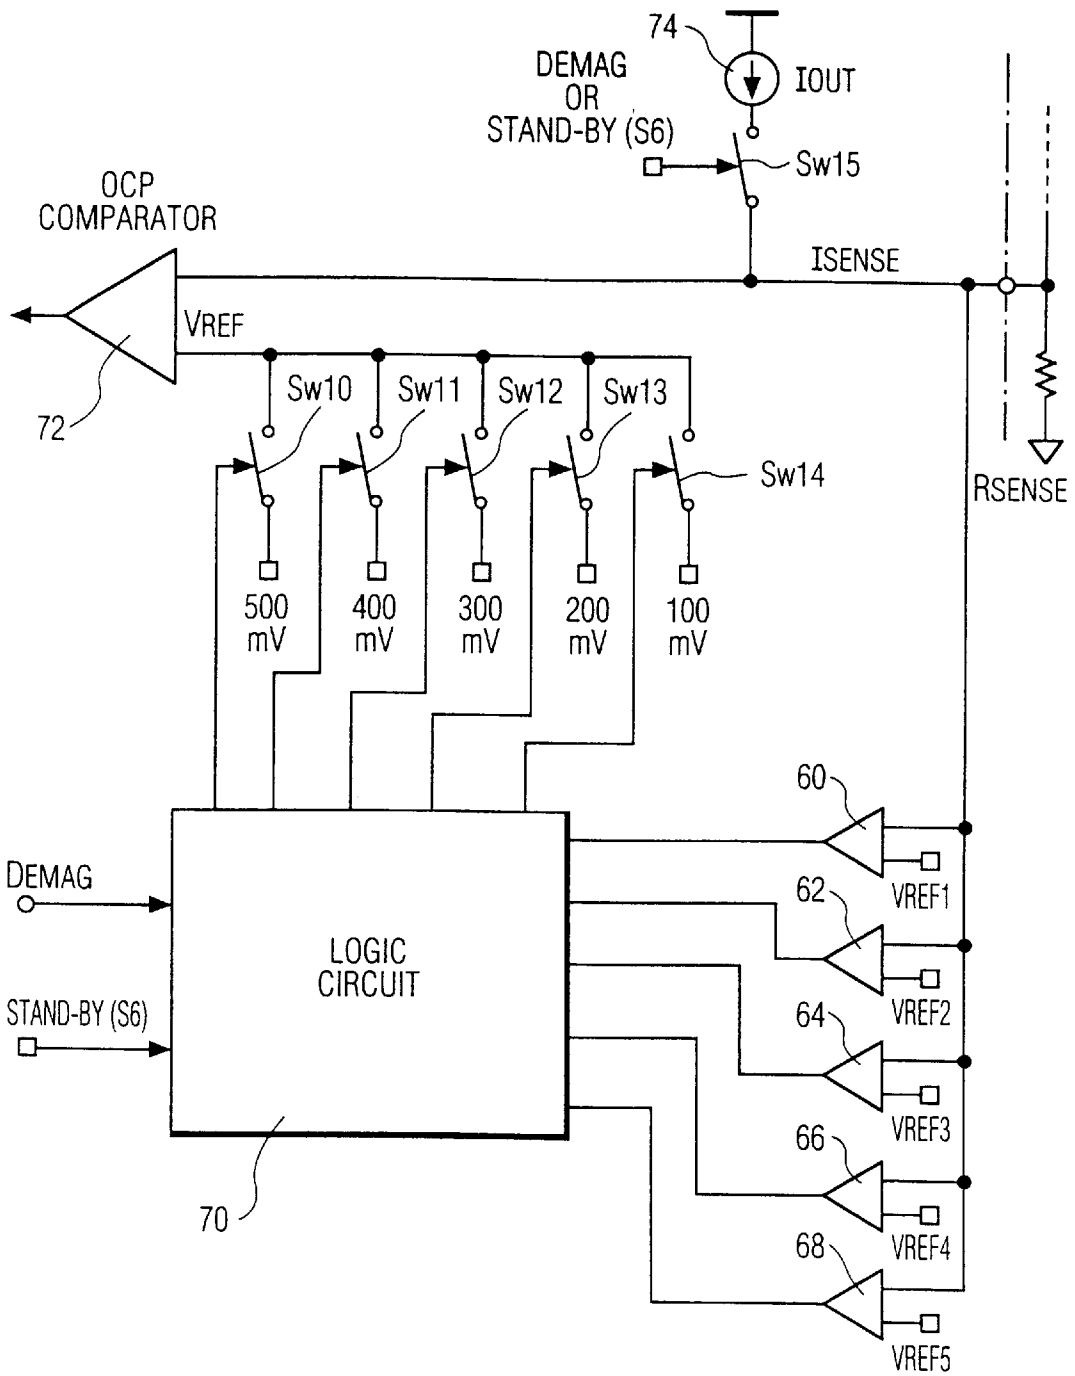 74
DEMAG
OR
STAND-BY (S6)
IOUT
SW15
OCP
COMPARATOR
ISENSE
VREF
72
SW10
SW11
SW12
SW13
SW14
RSENSE
500
mV
400
mV
300
mV
200
mV
100
mV
60
VREF1
DEMAG
62
LOGIC
CIRCUIT
VREF2
STAND-BY (S6)
64
VREF3
66
70
VREF4
68
VREF5